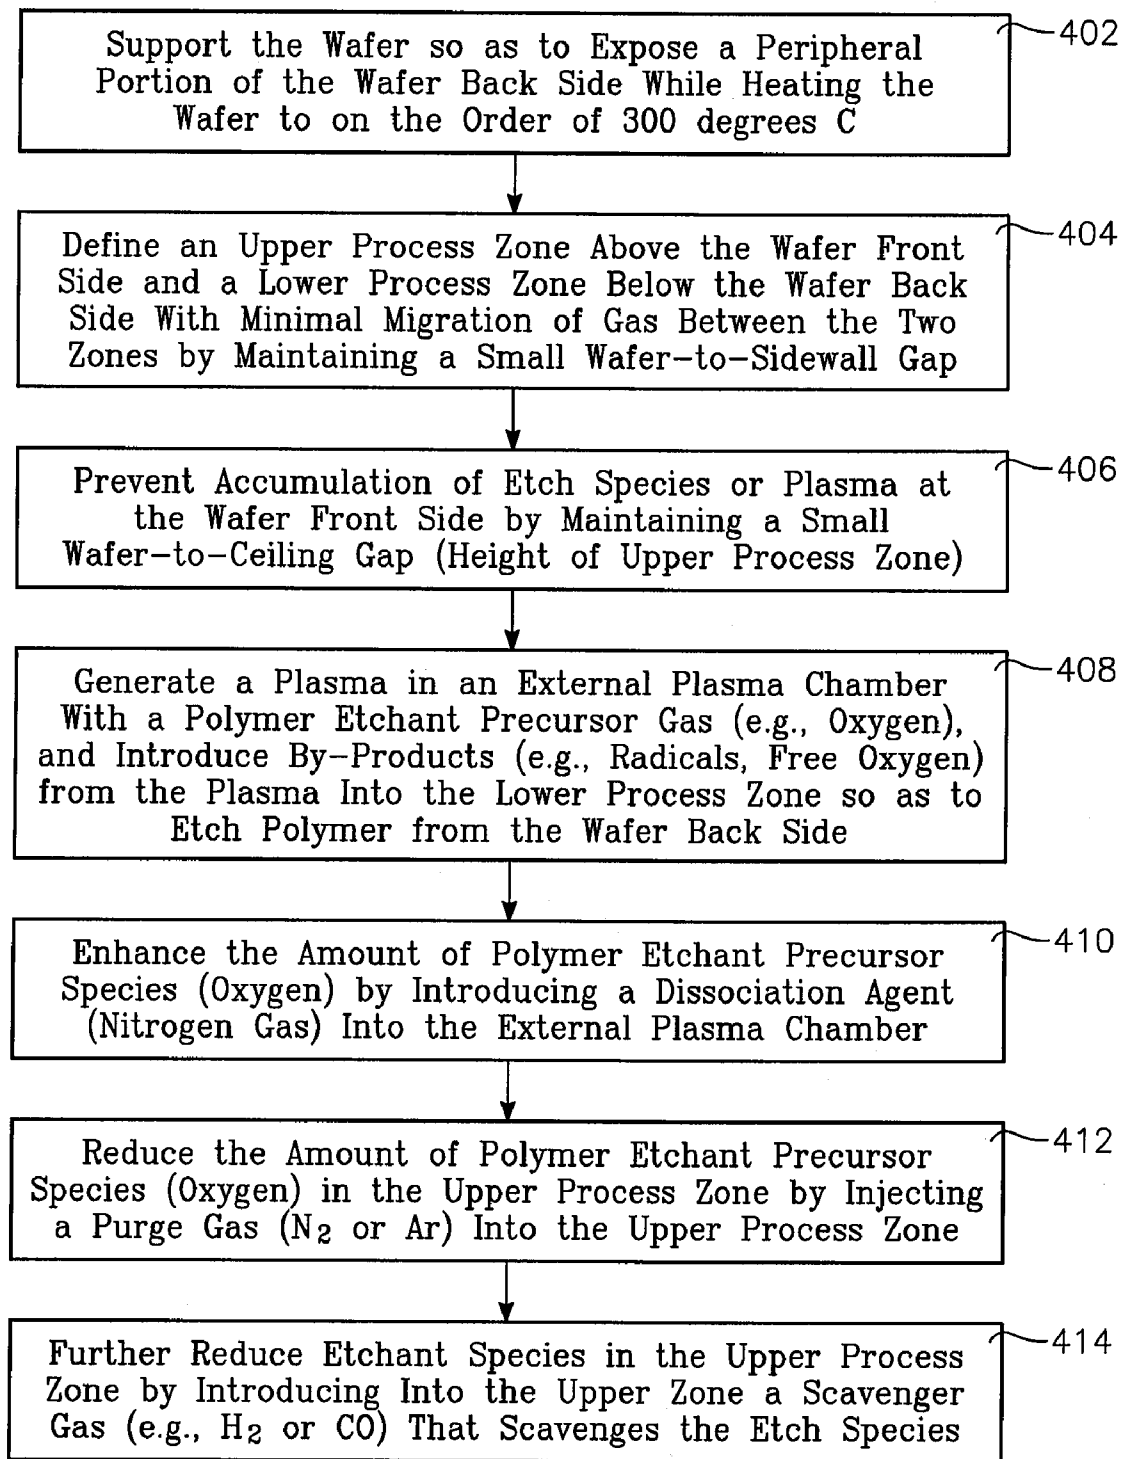 Support the Wafer so as to Expose a Peripheral
Portion of the Wafer Back Side While Heating the
Wafer to on the Order of 300 degrees C
402
Define an Upper Process Zone Above the Wafer Front
Side and a Lower Process Zone Below the Wafer Back
Side With Minimal Migration of Gas Between the Two
Zones by Maintaining a Small Wafer-to-Sidewall Gap
404
Prevent Accumulation of Etch Species or Plasma at
the Wafer Front Side by Maintaining a Small
Wafer-to-Ceiling Gap (Height of Upper Process Zone)
406
Generate a Plasma in an External Plasma Chamber
With a Polymer Etchant Precursor Gas (e.g., Oxygen),
and Introduce By-Products (e.g., Radicals, Free Oxygen)
from the Plasma Into the Lower Process Zone so as to
Etch Polymer from the Wafer Back Side
408
Enhance the Amount of Polymer Etchant Precursor
Species (Oxygen) by Introducing a Dissociation Agent
(Nitrogen Gas) Into the External Plasma Chamber
410
Reduce the Amount of Polymer Etchant Precursor
Species (Oxygen) in the Upper Process Zone by Injecting
a Purge Gas (N2 or Ar) Into the Upper Process Zone
412
Further Reduce Etchant Species in the Upper Process
Zone by Introducing Into the Upper Zone a Scavenger
Gas (e.g., H2 or CO) That Scavenges the Etch Species
414